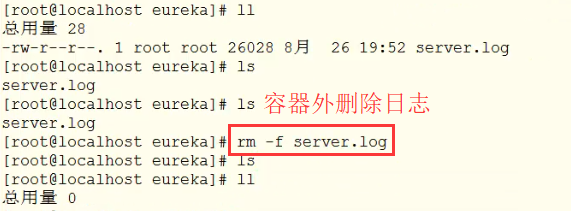 [root@localhost eureka]# ll
总用量 28
-rw-r--r--. 1 root root 26028 8月  26 19:52 server.log
[root@localhost eureka]# ls
server.log
[root@localhost eureka]# ls 容器外删除日志
server.log
[root@localhost eureka]# rm -f server.log
[root@localhost eureka]# ls
[root@localhost eureka]# ll
总用量 0